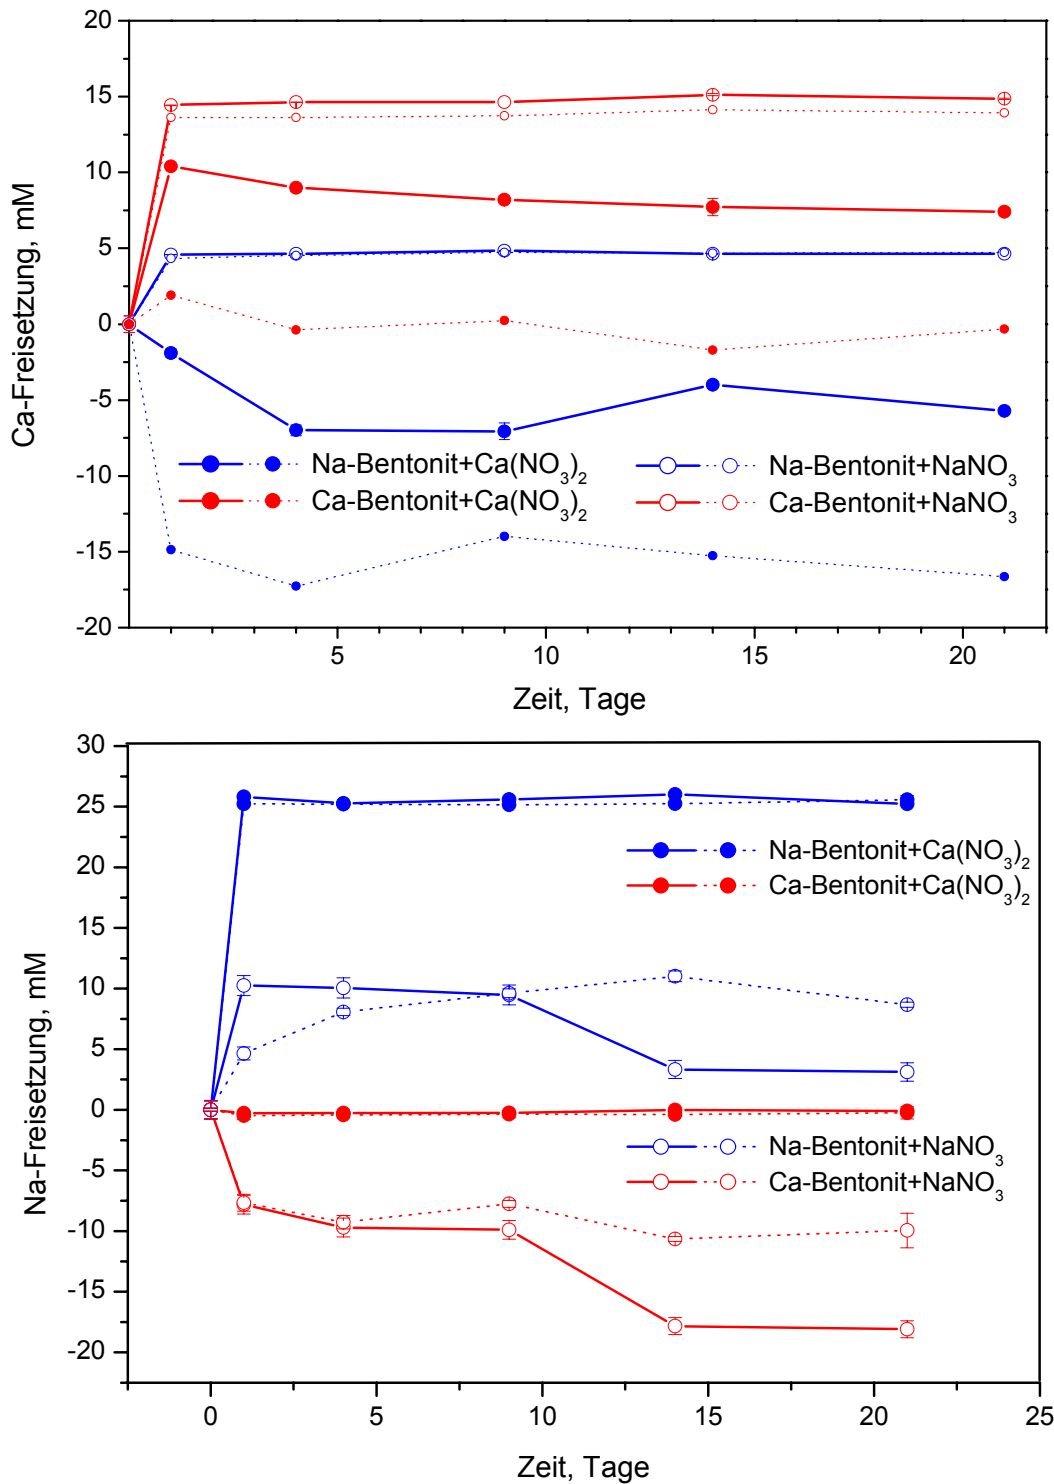 20
15
10
5
0
-5
-10
-15
-20
Ca-Freisetzung, mM
Na-Bentonit+Ca(NO₃)₂
Ca-Bentonit+Ca(NO₃)₂
Na-Bentonit+NaNO₃
Ca-Bentonit+NaNO₃
5 10 15 20
Zeit, Tage
30
25
20
15
10
5
0
-5
-10
-15
-20
Na-Freisetzung, mM
Na-Bentonit+Ca(NO₃)₂
Ca-Bentonit+Ca(NO₃)₂
Na-Bentonit+NaNO₃
Ca-Bentonit+NaNO₃
0 5 10 15 20 25
Zeit, Tage